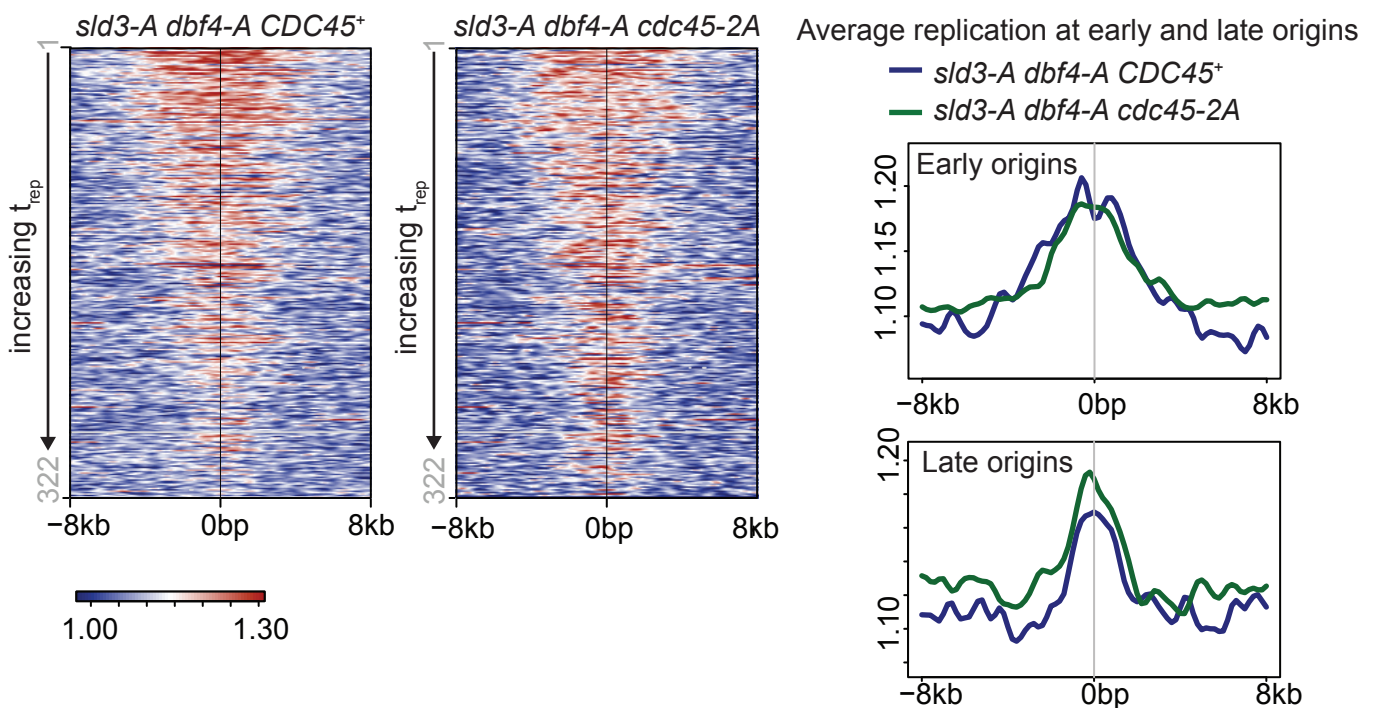 sld3-A dbf4-A CDC45⁺
1
increasing t_rep
322
−8kb 0bp 8kb
1.00 1.30
sld3-A dbf4-A cdc45-2A
1
increasing t_rep
322
−8kb 0bp 8kb
Average replication at early and late origins
sld3-A dbf4-A CDC45⁺
sld3-A dbf4-A cdc45-2A
Early origins
1.20
1.15
1.10
−8kb 0bp 8kb
Late origins
1.20
1.10
−8kb 0bp 8kb